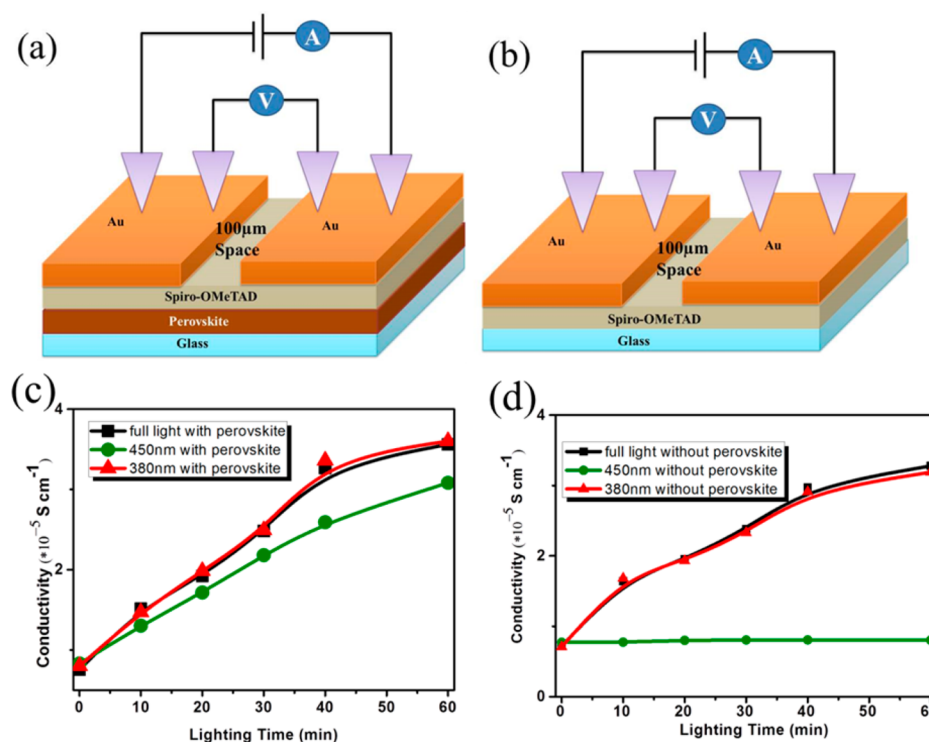 (a)
A
V
Au
100μm
Space
Au
Spiro-OMeTAD
Perovskite
Glass
(b)
A
V
Au
100μm
Space
Au
Spiro-OMeTAD
Glass
(c)
full light with perovskite
450nm with perovskite
380nm with perovskite
Conductivity (*10⁻⁵ S cm⁻¹)
4
2
0 10 20 30 40 50 60
Lighting Time (min)
(d)
full light without perovskite
450nm without perovskite
380nm without perovskite
Conductivity (*10⁻⁵ S cm⁻¹)
4
2
0
0 10 20 30 40 50
Lighting Time (min)